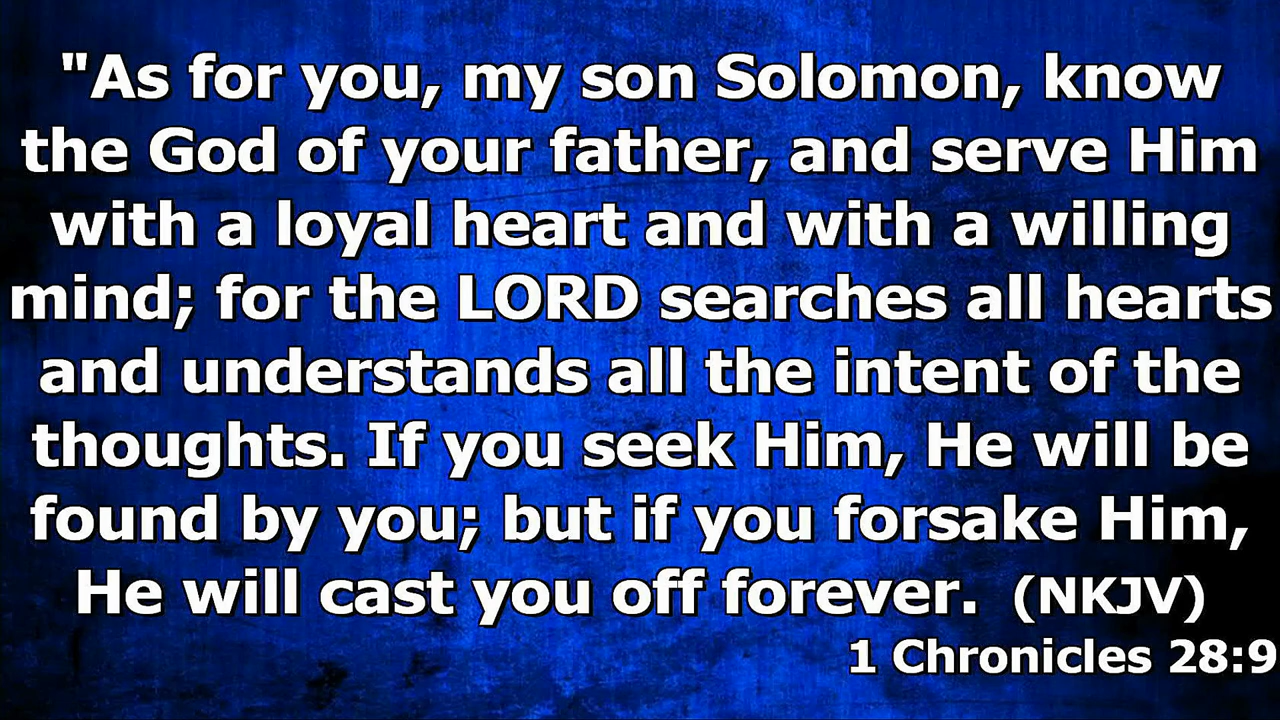 "As for you, my son Solomon, know
the God of your father, and serve Him
with a loyal heart and with a willing
mind; for the LORD searches all hearts
and understands all the intent of the
thoughts. If you seek Him, He will be
found by you; but if you forsake Him,
He will cast you off forever.  (NKJV)
1 Chronicles 28:9